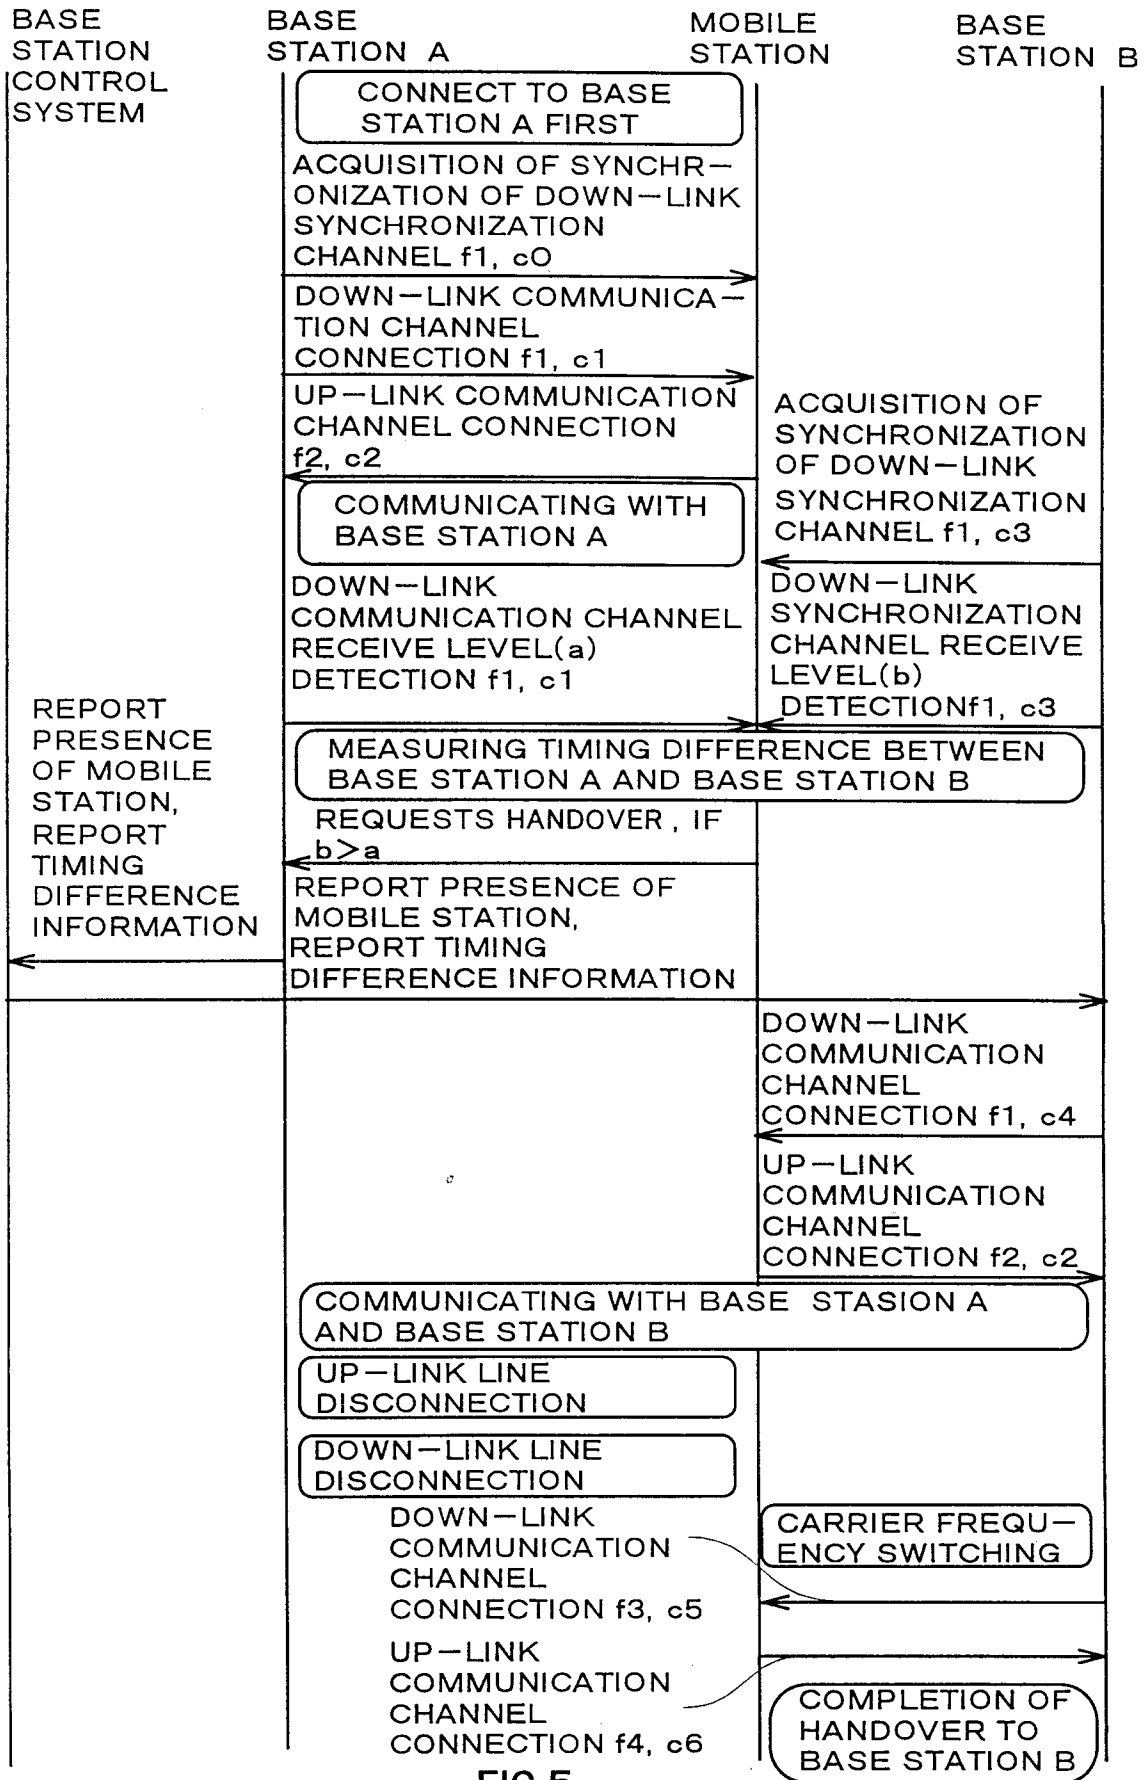 BASE
STATION
CONTROL
SYSTEM
BASE
STATION A
MOBILE
STATION
BASE
STATION B
CONNECT TO BASE
STATION A FIRST
ACQUISITION OF SYNCHR-
ONIZATION OF DOWN-LINK
SYNCHRONIZATION
CHANNEL f1, c0
DOWN-LINK COMMUNICA-
TION CHANNEL
CONNECTION f1, c1
UP-LINK COMMUNICATION
CHANNEL CONNECTION
f2, c2
ACQUISITION OF
SYNCHRONIZATION
OF DOWN-LINK
SYNCHRONIZATION
CHANNEL f1, c3
COMMUNICATING WITH
BASE STATION A
DOWN-LINK
COMMUNICATION CHANNEL
RECEIVE LEVEL(a)
DETECTION f1, c1
DOWN-LINK
SYNCHRONIZATION
CHANNEL RECEIVE
LEVEL(b)
DETECTIONf1, c3
MEASURING TIMING DIFFERENCE BETWEEN
BASE STATION A AND BASE STATION B
REQUESTS HANDOVER, IF
b>a
REPORT
PRESENCE
OF MOBILE
STATION,
REPORT
TIMING
DIFFERENCE
INFORMATION
REPORT PRESENCE OF
MOBILE STATION,
REPORT TIMING
DIFFERENCE INFORMATION
DOWN-LINK
COMMUNICATION
CHANNEL
CONNECTION f1, c4
UP-LINK
COMMUNICATION
CHANNEL
CONNECTION f2, c2
COMMUNICATING WITH BASE STASION A
AND BASE STATION B
UP-LINK LINE
DISCONNECTION
DOWN-LINK LINE
DISCONNECTION
CARRIER FREQU-
ENCY SWITCHING
DOWN-LINK
COMMUNICATION
CHANNEL
CONNECTION f3, c5
UP-LINK
COMMUNICATION
CHANNEL
CONNECTION f4, c6
COMPLETION OF
HANDOVER TO
BASE STATION B